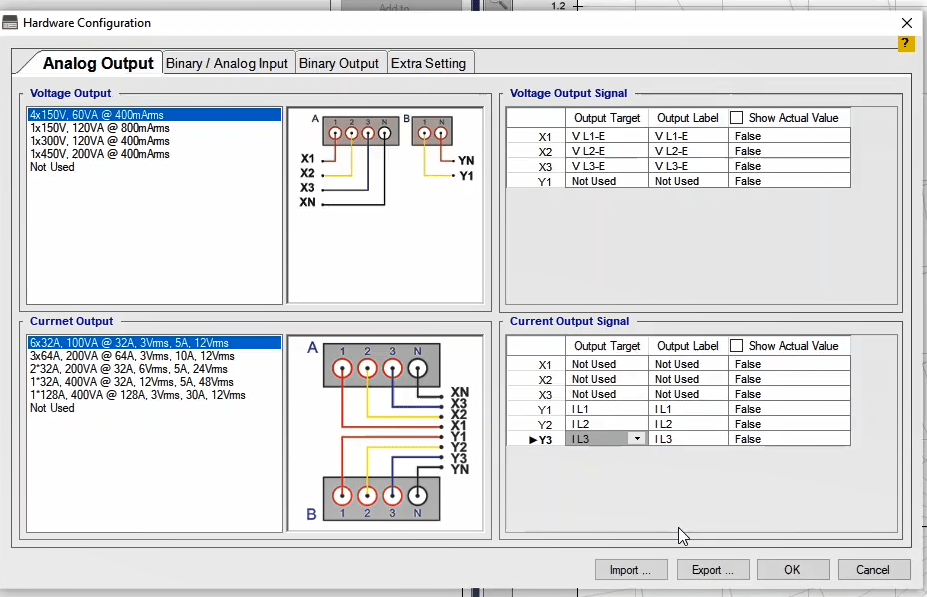 Add to
1.2
Hardware Configuration
?
Analog Output
Binary / Analog Input
Binary Output
Extra Setting
Voltage Output
4x150V, 60VA @ 400mArms
1x150V, 120VA @ 800mArms
1x300V, 120VA @ 400mArms
1x450V, 200VA @ 400mArms
Not Used
A 1 2 3 N B 1 N
X1
X2
X3
XN
YN
Y1
Voltage Output Signal
Output Target Output Label Show Actual Value
X1 V L1-E V L1-E False
X2 V L2-E V L2-E False
X3 V L3-E V L3-E False
Y1 Not Used Not Used False
Currnet Output
6x32A, 100VA @ 32A, 3Vrms, 5A, 12Vrms
3x64A, 200VA @ 64A, 3Vrms, 10A, 12Vrms
2*32A, 200VA @ 32A, 6Vrms, 5A, 24Vrms
1*32A, 400VA @ 32A, 12Vrms, 5A, 48Vrms
1*128A, 400VA @ 128A, 3Vrms, 30A, 12Vrms
Not Used
A 1 2 3 N
XN
X3
X2
X1
Y1
Y2
Y3
YN
B 1 2 3 N
Current Output Signal
Output Target Output Label Show Actual Value
X1 Not Used Not Used False
X2 Not Used Not Used False
X3 Not Used Not Used False
Y1 I L1 I L1 False
Y2 I L2 I L2 False
Y3 I L3 I L3 False
Import ...
Export ...
OK
Cancel